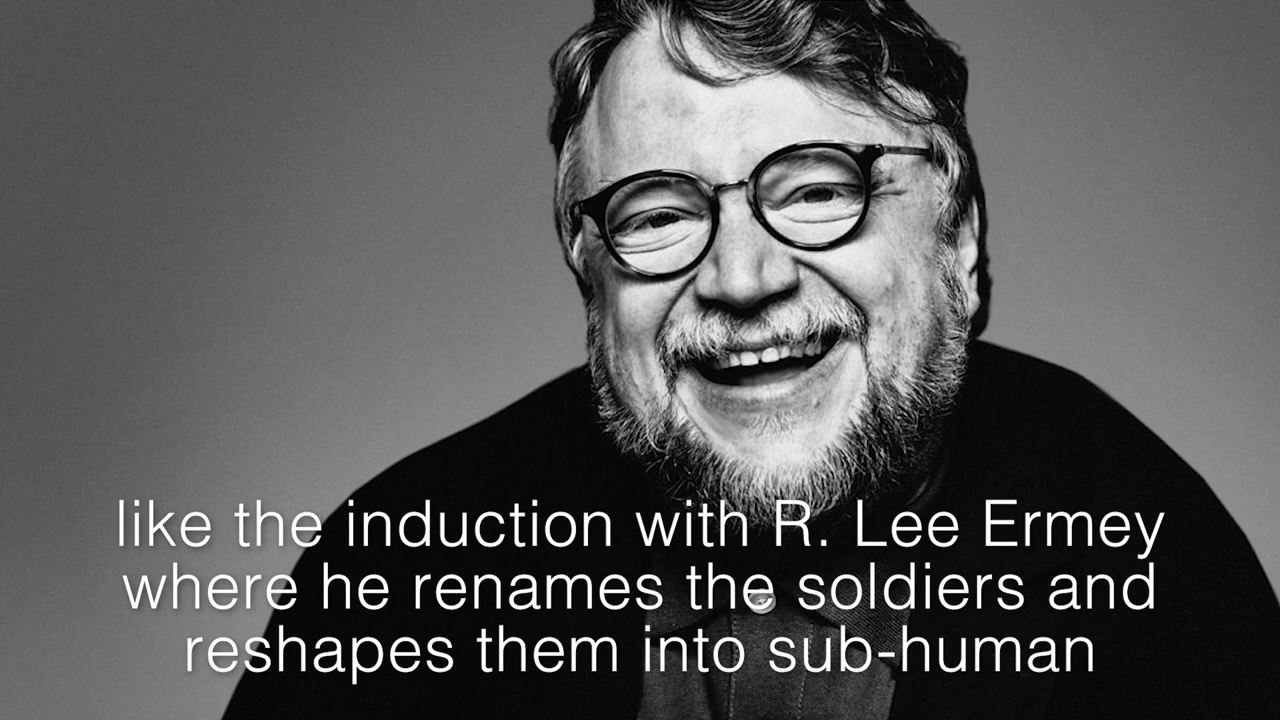 like the induction with R. Lee Ermey
where he renames the soldiers and
reshapes them into sub-human